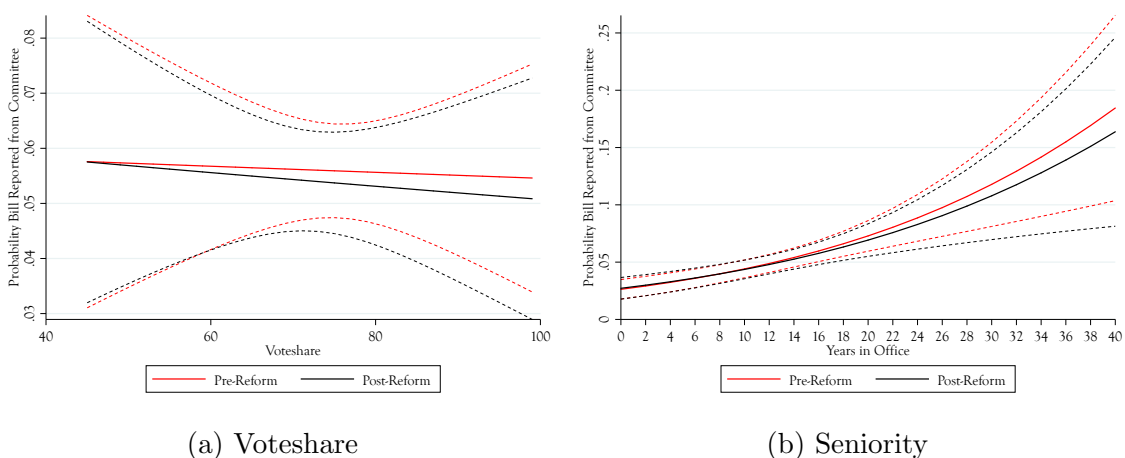 Probability Bill Reported from Committee
.08
.07
.06
.05
.04
.03
40 60 80 100
Voteshare
Pre-Reform Post-Reform
(a) Voteshare
Probability Bill Reported from Committee
.25
.2
.15
.1
.05
0
0 2 4 6 8 10 12 14 16 18 20 22 24 26 28 30 32 34 36 38 40
Years in Office
Pre-Reform Post-Reform
(b) Seniority